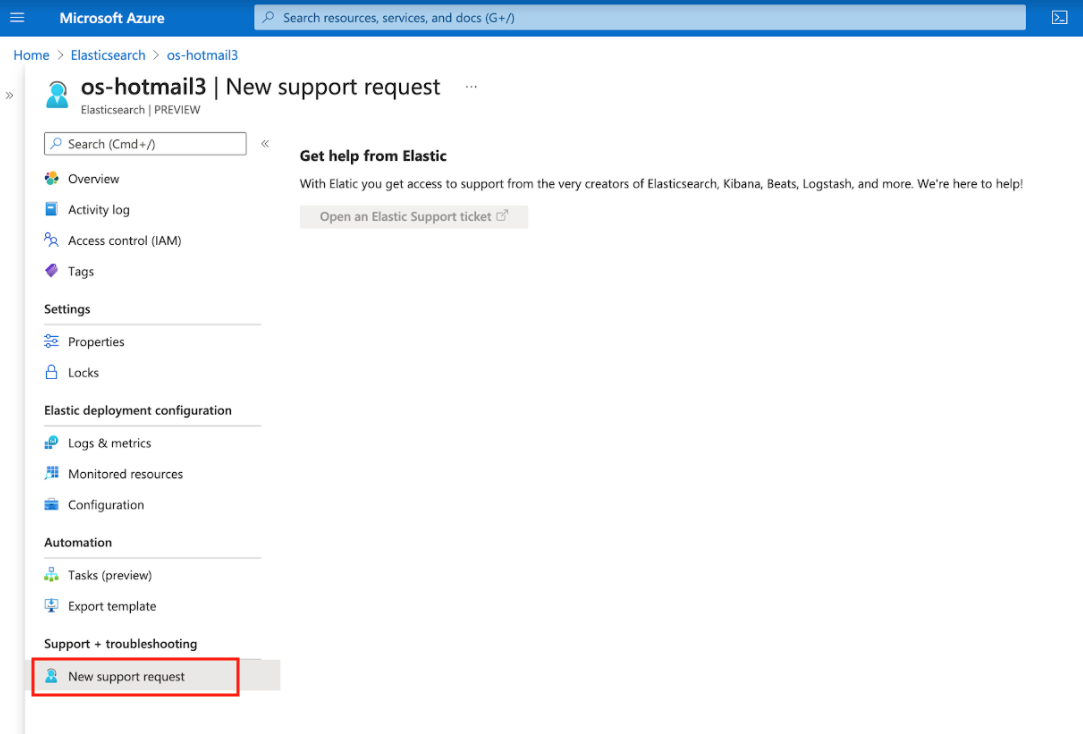 Microsoft Azure
Search resources, services, and docs (G+/)
Home > Elasticsearch > os-hotmail3
os-hotmail3 | New support request ...
Elasticsearch | PREVIEW
Search (Cmd+/)
Overview
Activity log
Access control (IAM)
Tags
Settings
Properties
Locks
Elastic deployment configuration
Logs & metrics
Monitored resources
Configuration
Automation
Tasks (preview)
Export template
Support + troubleshooting
New support request
Get help from Elastic
With Elatic you get access to support from the very creators of Elasticsearch, Kibana, Beats, Logstash, and more. We're here to help!
Open an Elastic Support ticket